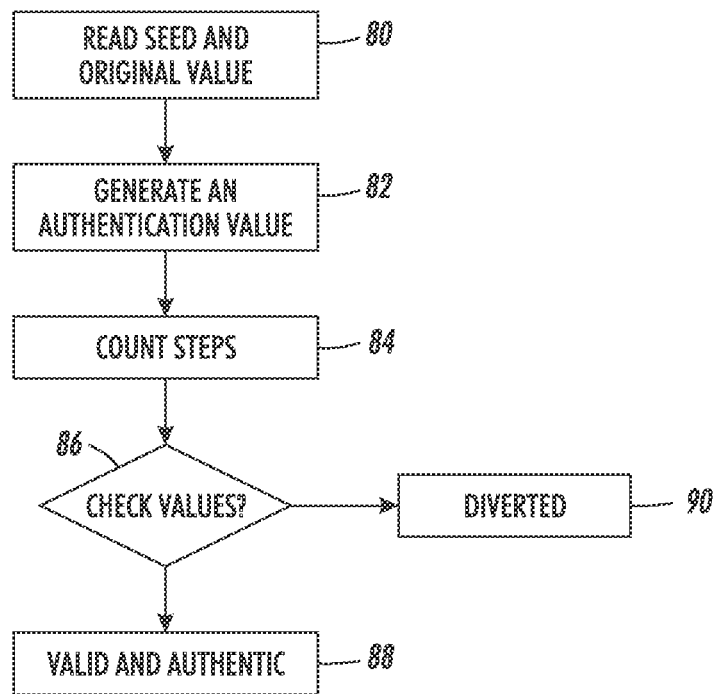 READ SEED AND
ORIGINAL VALUE
80
GENERATE AN
AUTHENTICATION VALUE
82
COUNT STEPS
84
86
CHECK VALUES?
DIVERTED
90
VALID AND AUTHENTIC
88